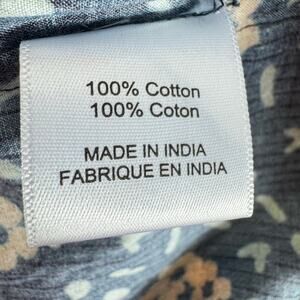 100% Cotton
100% Coton
MADE IN INDIA
FABRIQUE EN INDIA